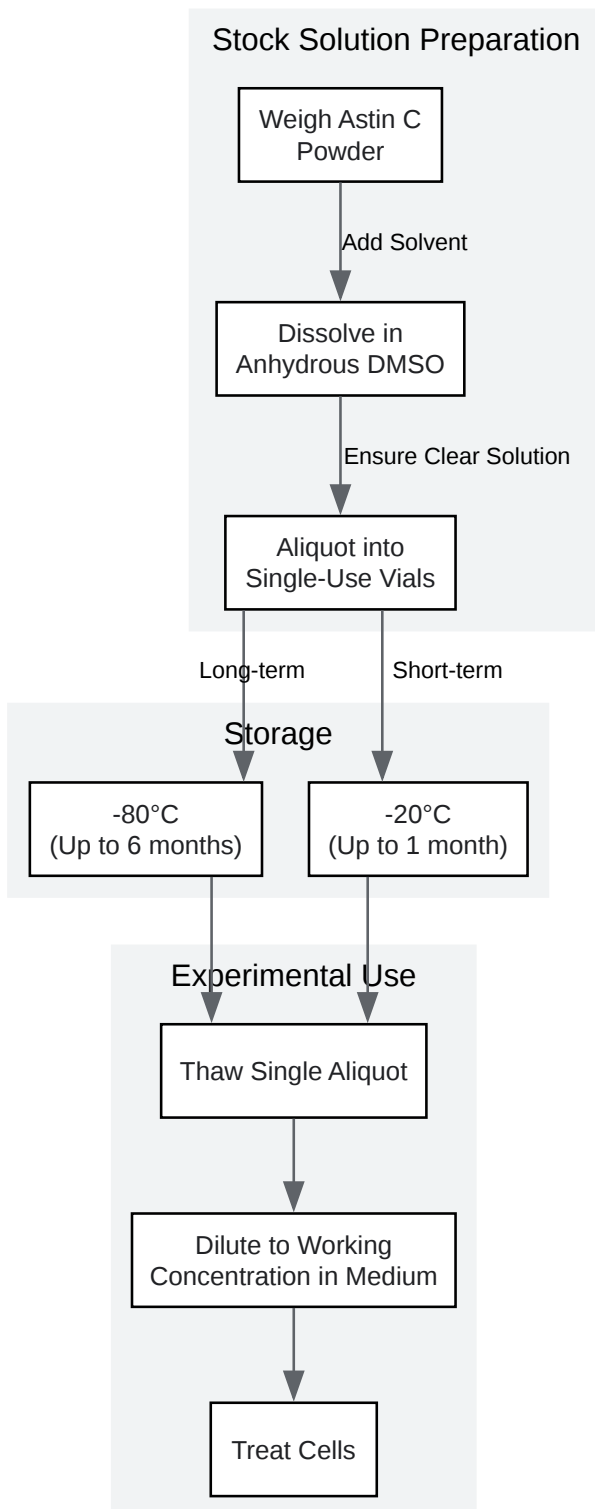 Stock Solution Preparation
Weigh Astin C
Powder
Add Solvent
Dissolve in
Anhydrous DMSO
Ensure Clear Solution
Aliquot into
Single-Use Vials
Long-term
Short-term
Storage
-80°C
(Up to 6 months)
-20°C
(Up to 1 month)
Experimental Use
Thaw Single Aliquot
Dilute to Working
Concentration in Medium
Treat Cells